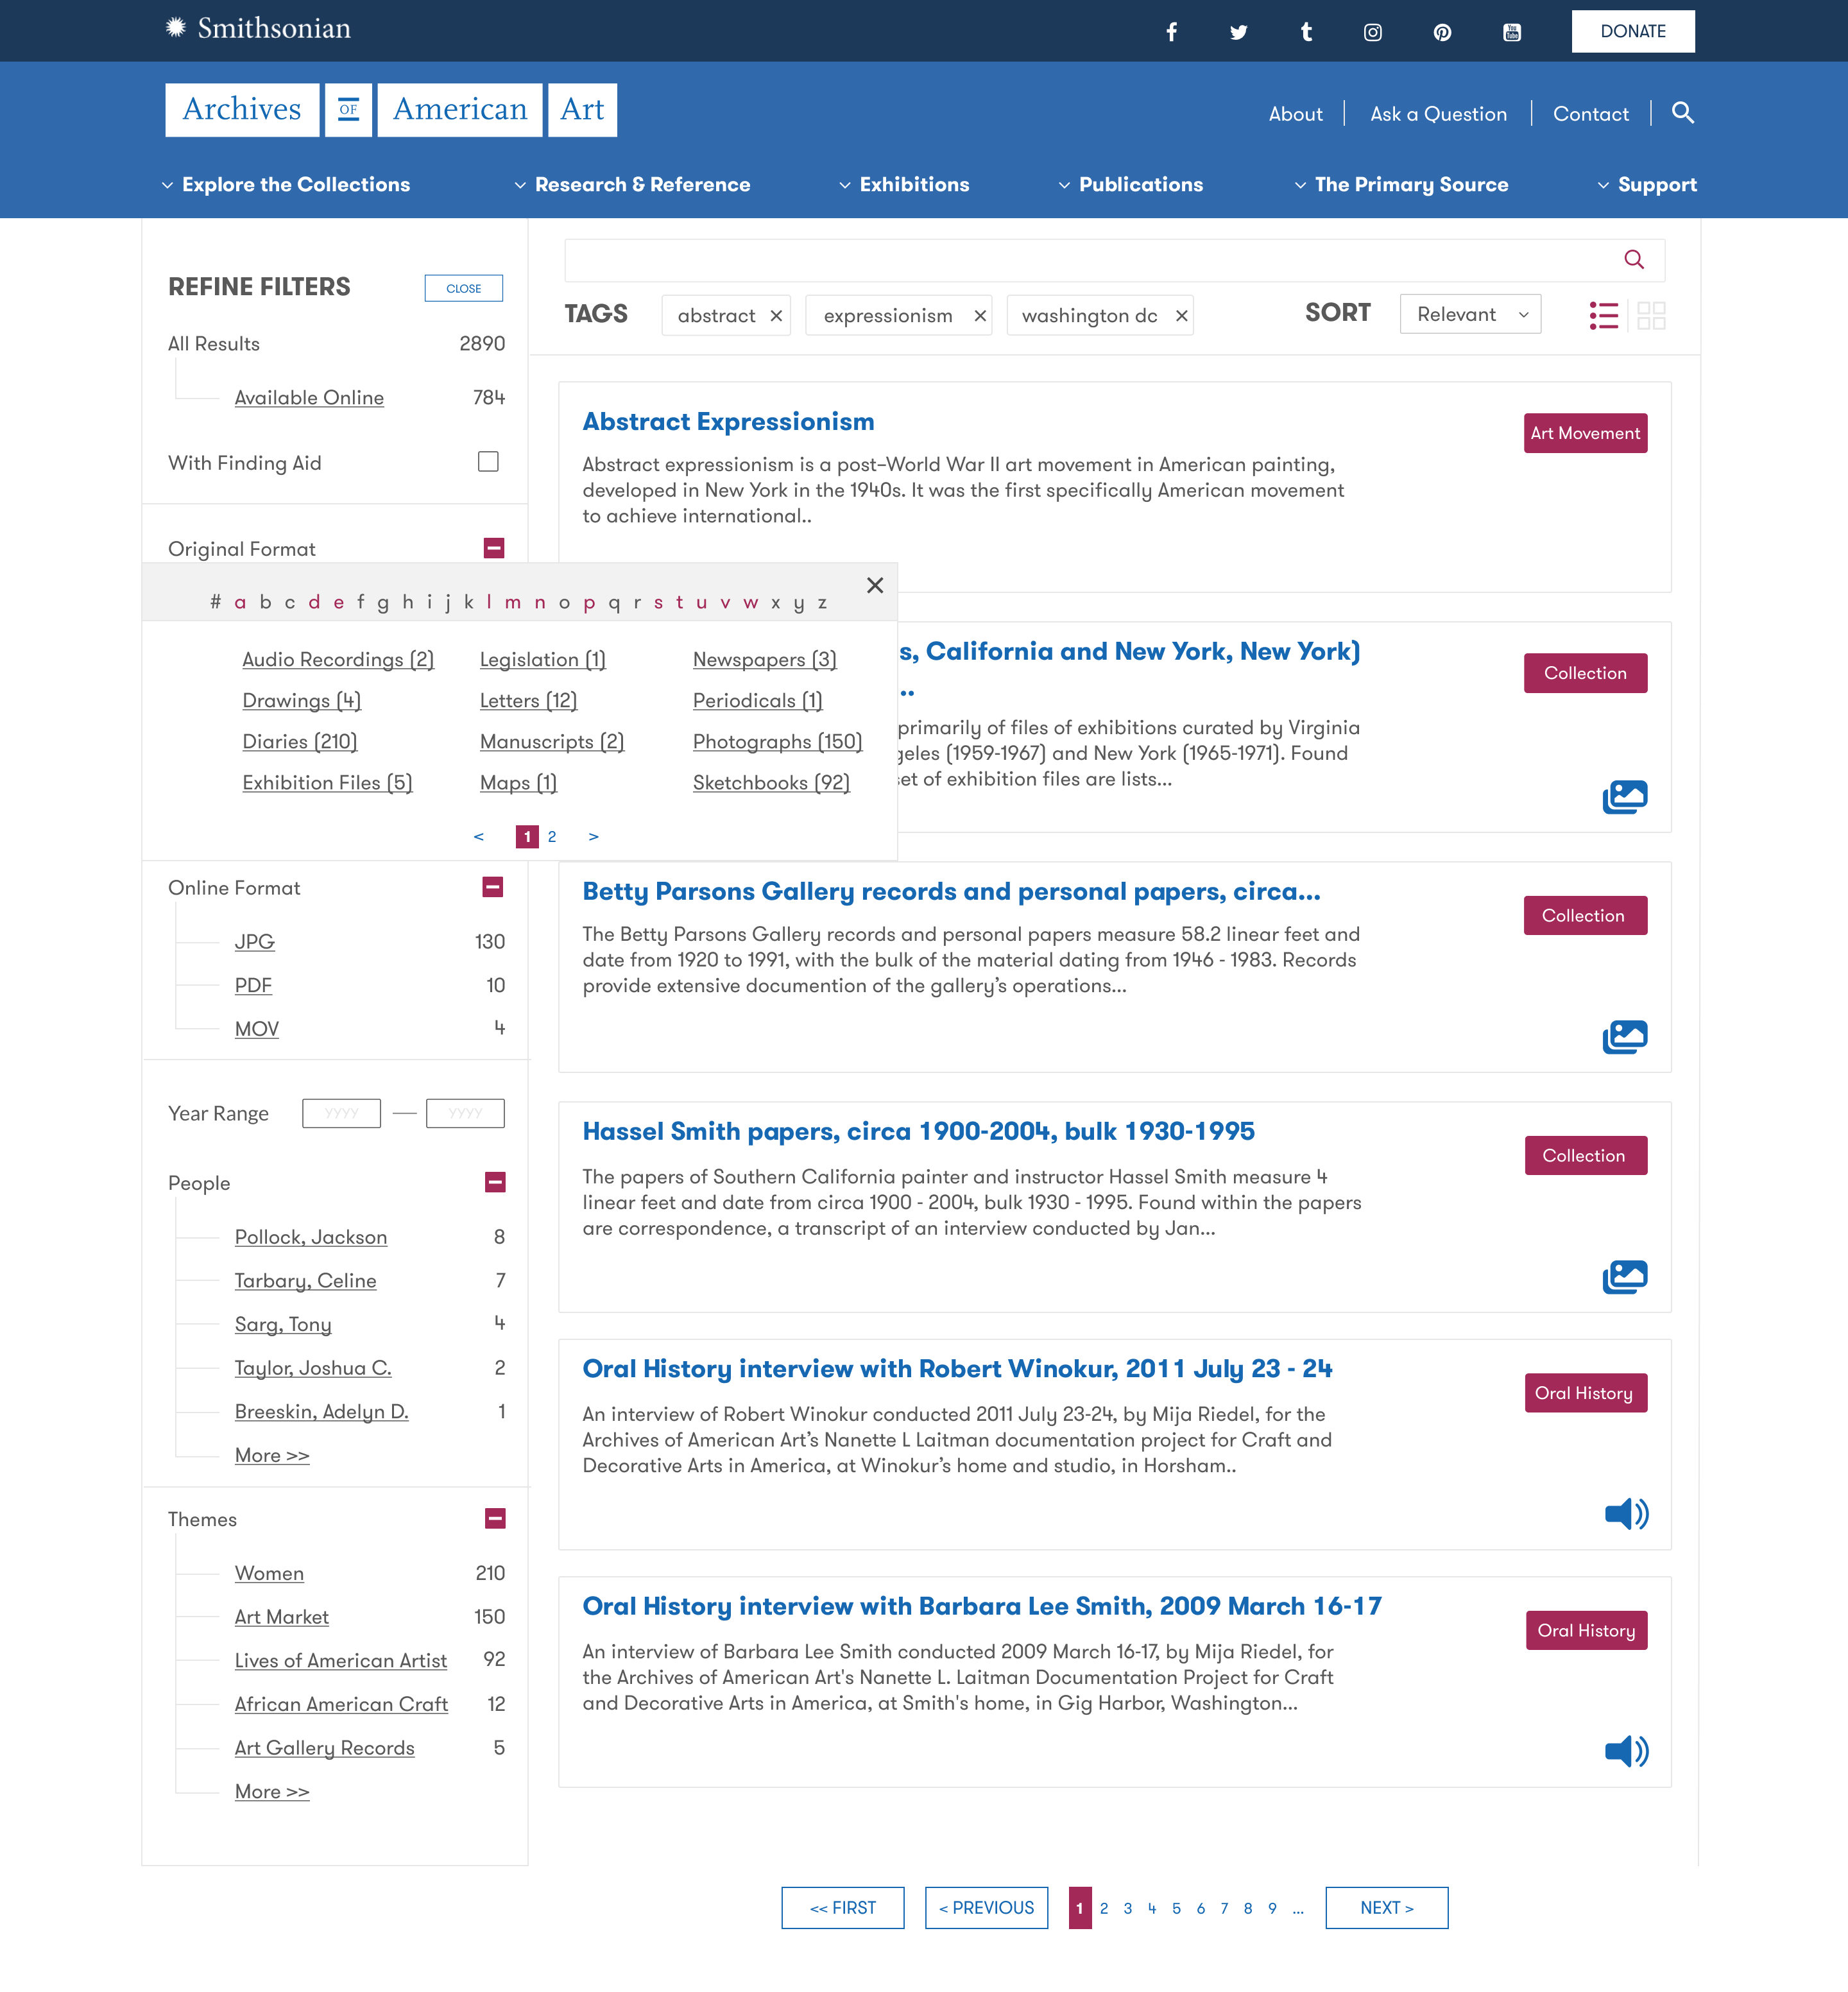 Smithsonian
DONATE
Archives OF American Art
About
Ask a Question
Contact
Explore the Collections
Research & Reference
Exhibitions
Publications
The Primary Source
Support
REFINE FILTERS
CLOSE
All Results 2890
Available Online 784
With Finding Aid
Original Format
# a b c d e f g h i j k l m n o p q r s t u v w x y z
Audio Recordings (2) Legislation (1) Newspapers (3)
Drawings (4) Letters (12) Periodicals (1)
Diaries (210) Manuscripts (2) Photographs (150)
Exhibition Files (5) Maps (1) Sketchbooks (92)
< 1 2 >
Online Format
JPG 130
PDF 10
MOV 4
Year Range YYYY — YYYY
People
Pollock, Jackson 8
Tarbary, Celine 7
Sarg, Tony 4
Taylor, Joshua C. 2
Breeskin, Adelyn D. 1
More >>
Themes
Women 210
Art Market 150
Lives of American Artist 92
African American Craft 12
Art Gallery Records 5
More >>
TAGS
abstract ×
expressionism ×
washington dc ×
SORT
Relevant
Abstract Expressionism
Art Movement
Abstract expressionism is a post–World War II art movement in American painting,
developed in New York in the 1940s. It was the first specifically American movement
to achieve international..
s, California and New York, New York)
..
Collection
primarily of files of exhibitions curated by Virginia
geles (1959-1967) and New York (1965-1971). Found
set of exhibition files are lists...
Betty Parsons Gallery records and personal papers, circa...
Collection
The Betty Parsons Gallery records and personal papers measure 58.2 linear feet and
date from 1920 to 1991, with the bulk of the material dating from 1946 - 1983. Records
provide extensive documention of the gallery’s operations...
Hassel Smith papers, circa 1900-2004, bulk 1930-1995
Collection
The papers of Southern California painter and instructor Hassel Smith measure 4
linear feet and date from circa 1900 - 2004, bulk 1930 - 1995. Found within the papers
are correspondence, a transcript of an interview conducted by Jan...
Oral History interview with Robert Winokur, 2011 July 23 - 24
Oral History
An interview of Robert Winokur conducted 2011 July 23-24, by Mija Riedel, for the
Archives of American Art’s Nanette L Laitman documentation project for Craft and
Decorative Arts in America, at Winokur’s home and studio, in Horsham..
Oral History interview with Barbara Lee Smith, 2009 March 16-17
Oral History
An interview of Barbara Lee Smith conducted 2009 March 16-17, by Mija Riedel, for
the Archives of American Art's Nanette L. Laitman Documentation Project for Craft
and Decorative Arts in America, at Smith's home, in Gig Harbor, Washington...
<< FIRST
< PREVIOUS
1 2 3 4 5 6 7 8 9 ...
NEXT >